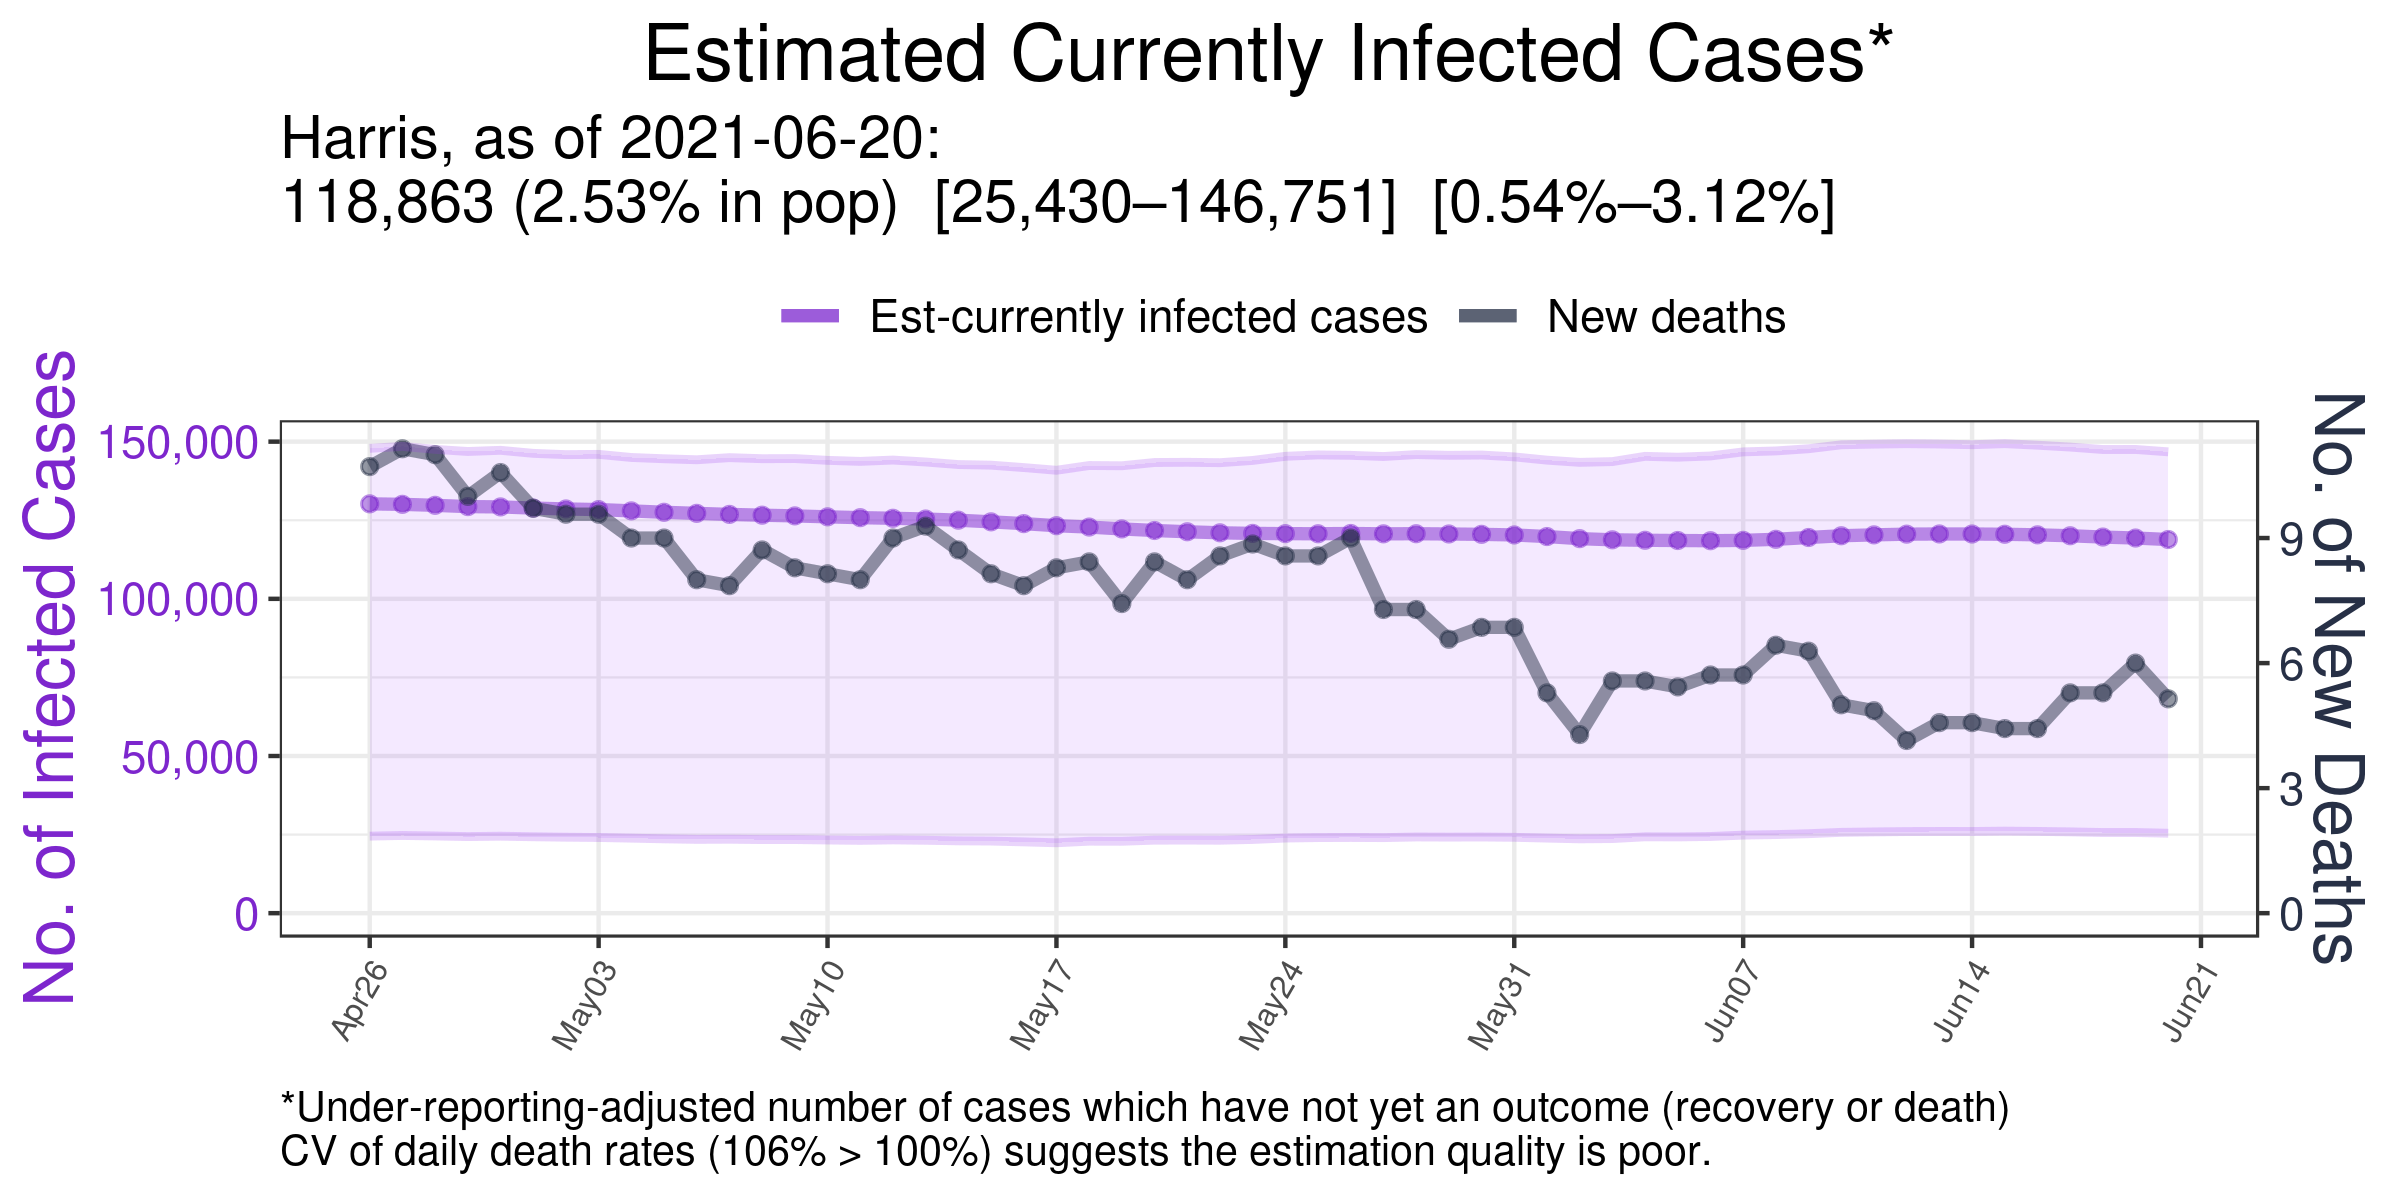 Estimated Currently Infected Cases*
Harris, as of 2021-06-20:
118,863 (2.53% in pop)  [25,430–146,751]  [0.54%–3.12%]
Est-currently infected cases
New deaths
No. of Infected Cases
150,000
100,000
50,000
0
9
6
3
0
No. of New Deaths
Apr26
May03
May10
May17
May24
May31
Jun07
Jun14
Jun21
*Under-reporting-adjusted number of cases which have not yet an outcome (recovery or death)
CV of daily death rates (106% > 100%) suggests the estimation quality is poor.